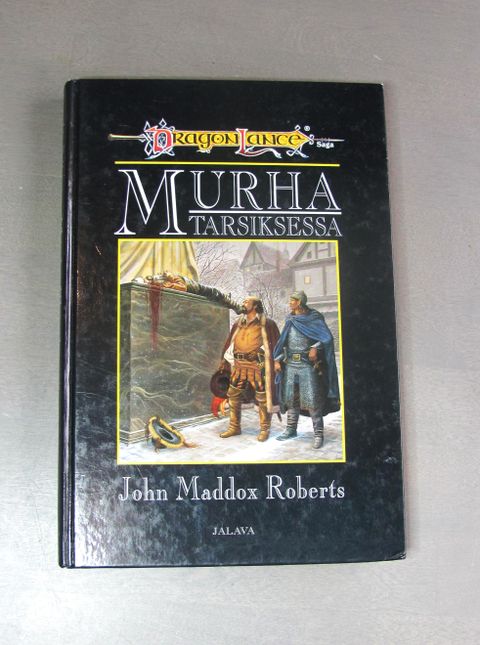 DRAGONLANCE®
Saga
MURHA
TARSIKSESSA
John Maddox Roberts
JALAVA